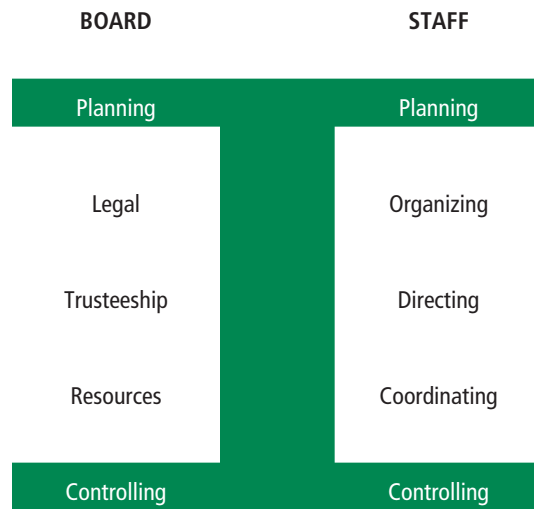 BOARD STAFF
Planning Planning
Legal Organizing
Trusteeship Directing
Resources Coordinating
Controlling Controlling